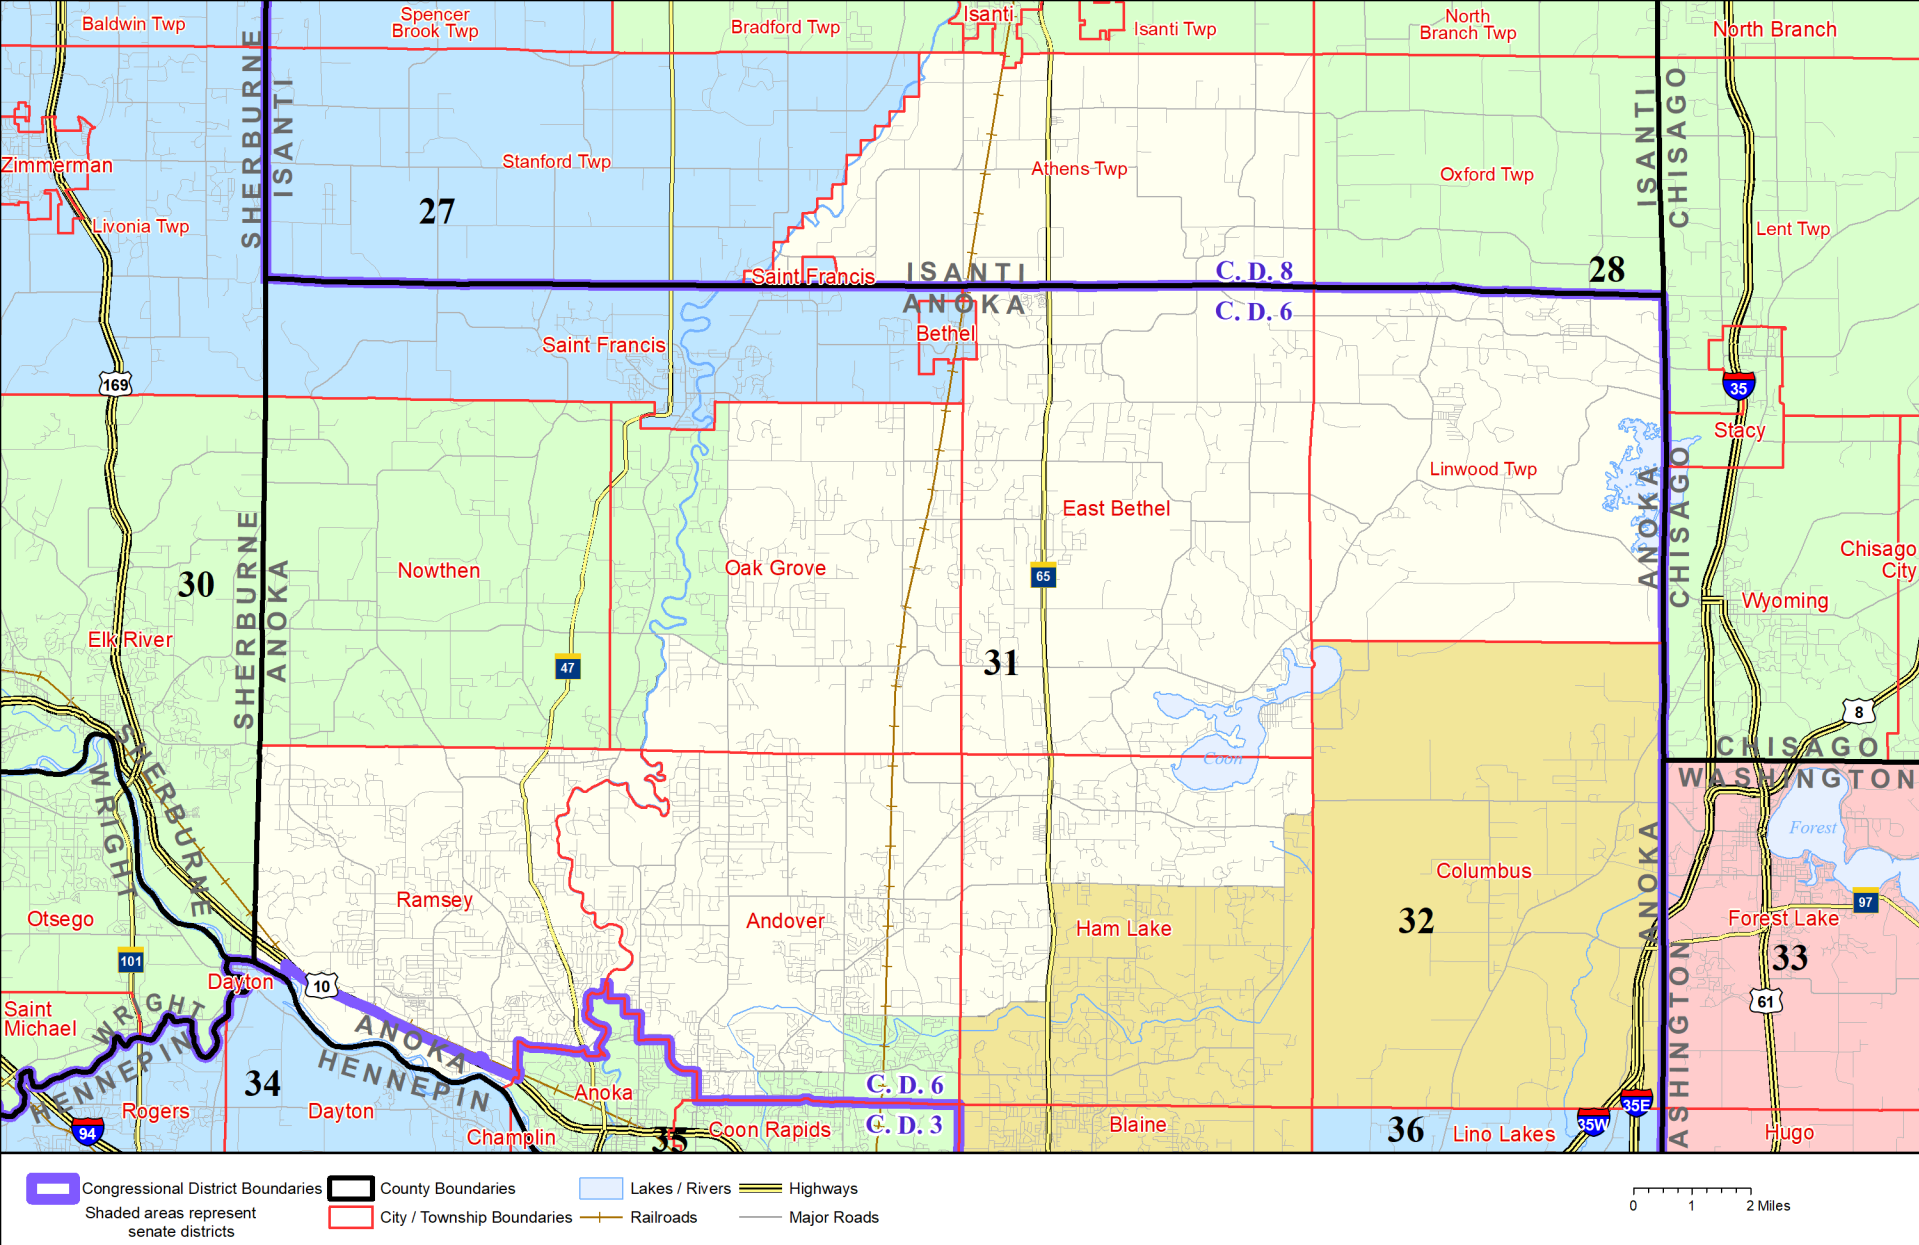 Baldwin Twp
Spencer
Brook Twp
Bradford Twp
Isanti
Isanti Twp
North
Branch Twp
North Branch
SHERBURNE
ISANTI
ISANTI
CHISAGO
Zimmerman
Livonia Twp
Stanford Twp
27
Athens Twp
Oxford Twp
Lent Twp
28
Saint Francis
ISANTI
ANOKA
C. D. 8
C. D. 6
Saint Francis
Bethel
169
35
Stacy
Linwood Twp
ANOKA
CHISAGO
East Bethel
Oak Grove
Nowthen
30
SHERBURNE
ANOKA
Elk River
65
Chisago
City
Wyoming
47
31
8
CHISAGO
WASHINGTON
Coon
SHERBURNE
WRIGHT
Forest
Columbus
ANOKA
Ramsey
Andover
Ham Lake
32
97
Forest Lake
33
Otsego
101
Dayton
10
61
Saint
Michael
WRIGHT
HENNEPIN
ANOKA
HENNEPIN
34
Rogers
Dayton
Anoka
C. D. 6
C. D. 3
Champlin
35
Coon Rapids
Blaine
36
Lino Lakes
35W
35E
ASHINGTON
Hugo
94
Congressional District Boundaries
Shaded areas represent
senate districts
County Boundaries
City / Township Boundaries
Lakes / Rivers
Railroads
Highways
Major Roads
0 1 2 Miles